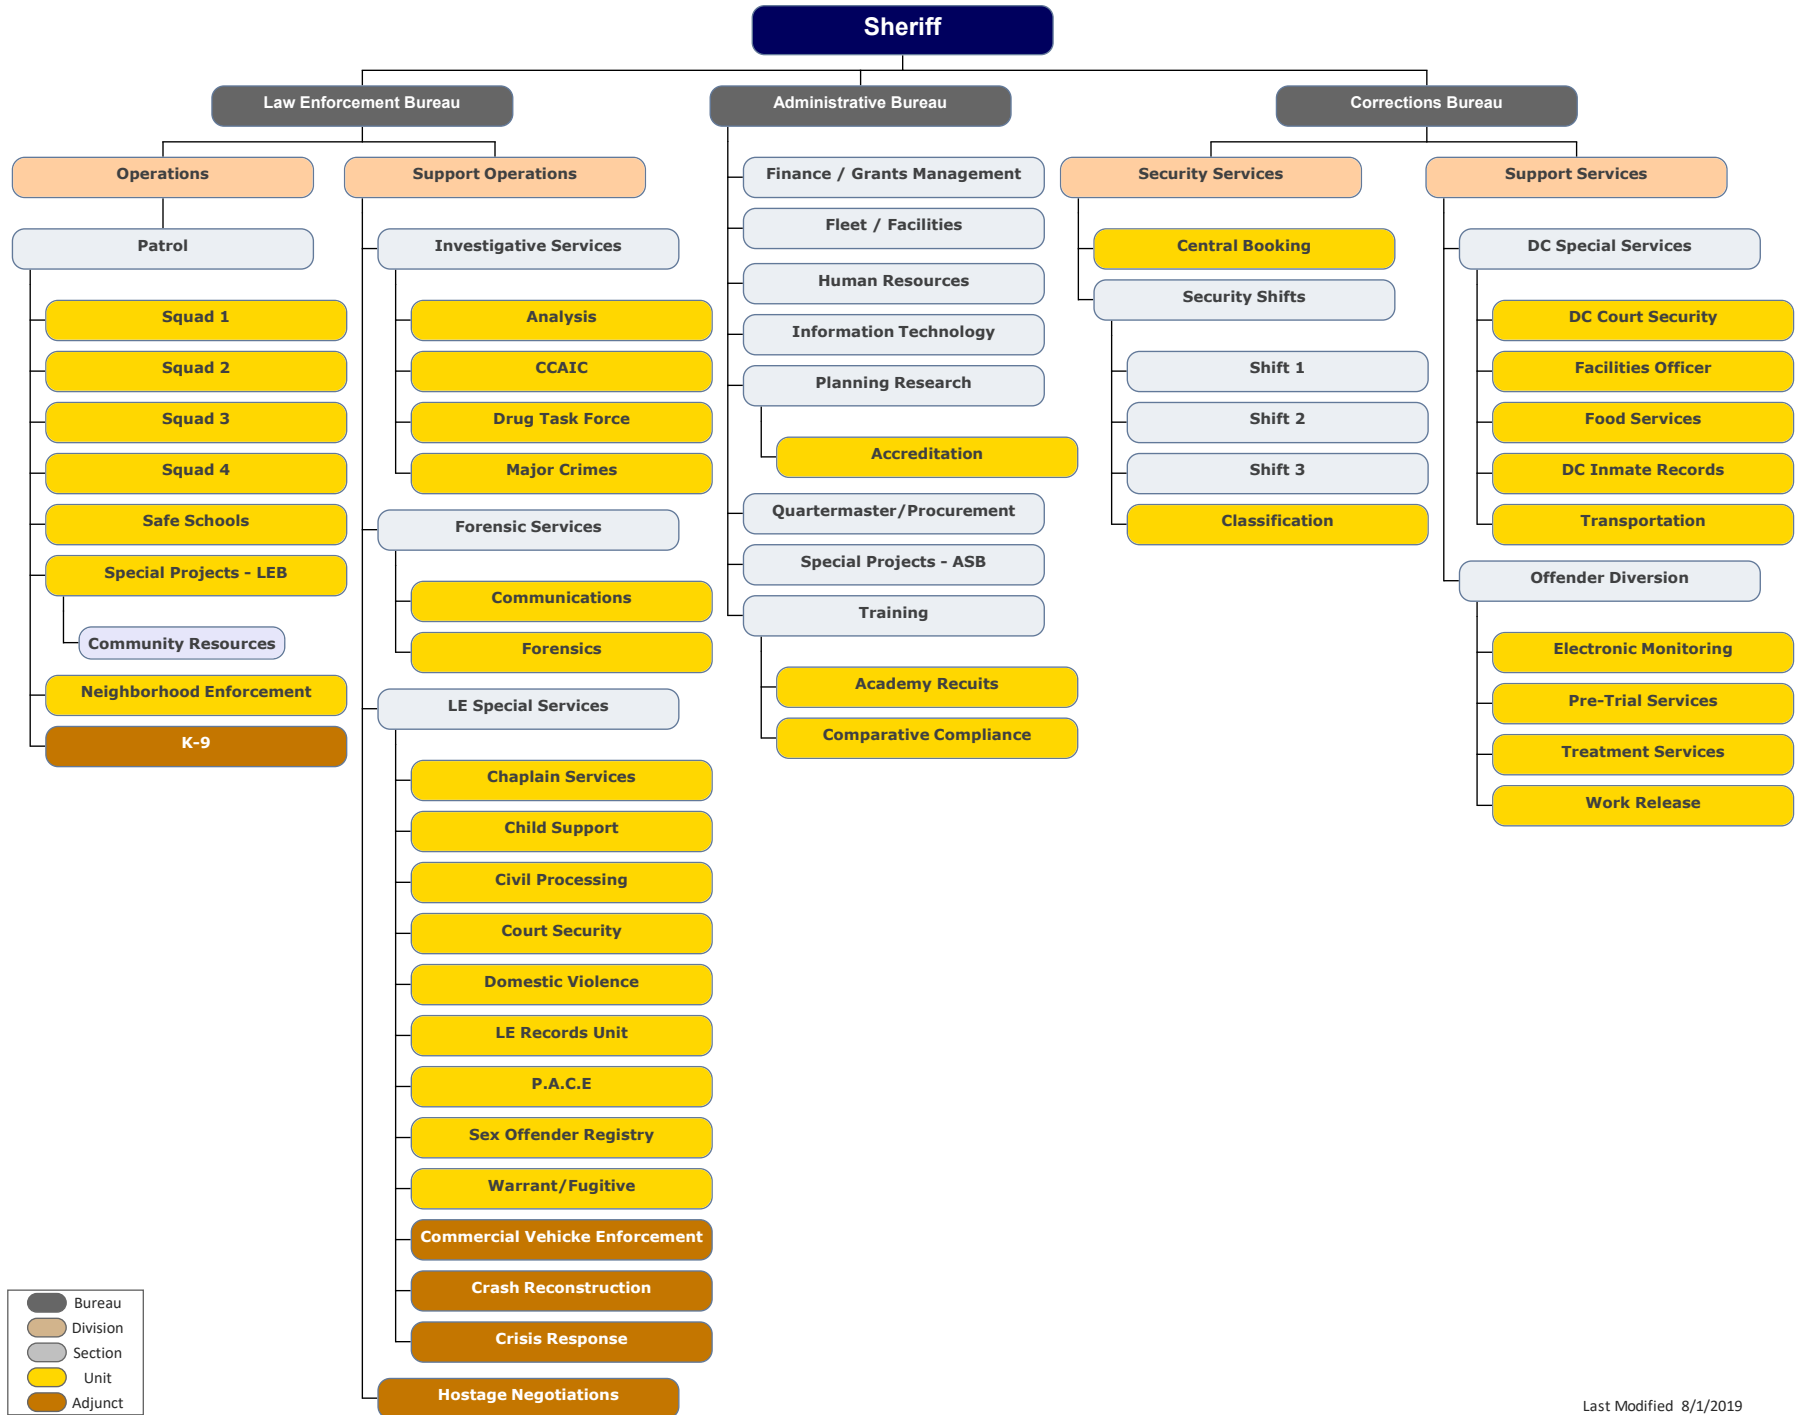 Sheriff
Law Enforcement Bureau
Administrative Bureau
Corrections Bureau
Operations
Support Operations
Finance / Grants Management
Security Services
Support Services
Patrol
Squad 1
Squad 2
Squad 3
Squad 4
Safe Schools
Special Projects - LEB
Community Resources
Neighborhood Enforcement
K-9
Investigative Services
Analysis
CCAIC
Drug Task Force
Major Crimes
Forensic Services
Communications
Forensics
LE Special Services
Chaplain Services
Child Support
Civil Processing
Court Security
Domestic Violence
LE Records Unit
P.A.C.E
Sex Offender Registry
Warrant/Fugitive
Commercial Vehicke Enforcement
Crash Reconstruction
Crisis Response
Hostage Negotiations
Fleet / Facilities
Human Resources
Information Technology
Planning Research
Accreditation
Quartermaster/Procurement
Special Projects - ASB
Training
Academy Recuits
Comparative Compliance
Central Booking
Security Shifts
Shift 1
Shift 2
Shift 3
Classification
DC Special Services
DC Court Security
Facilities Officer
Food Services
DC Inmate Records
Transportation
Offender Diversion
Electronic Monitoring
Pre-Trial Services
Treatment Services
Work Release
Bureau
Division
Section
Unit
Adjunct
Last Modified 8/1/2019